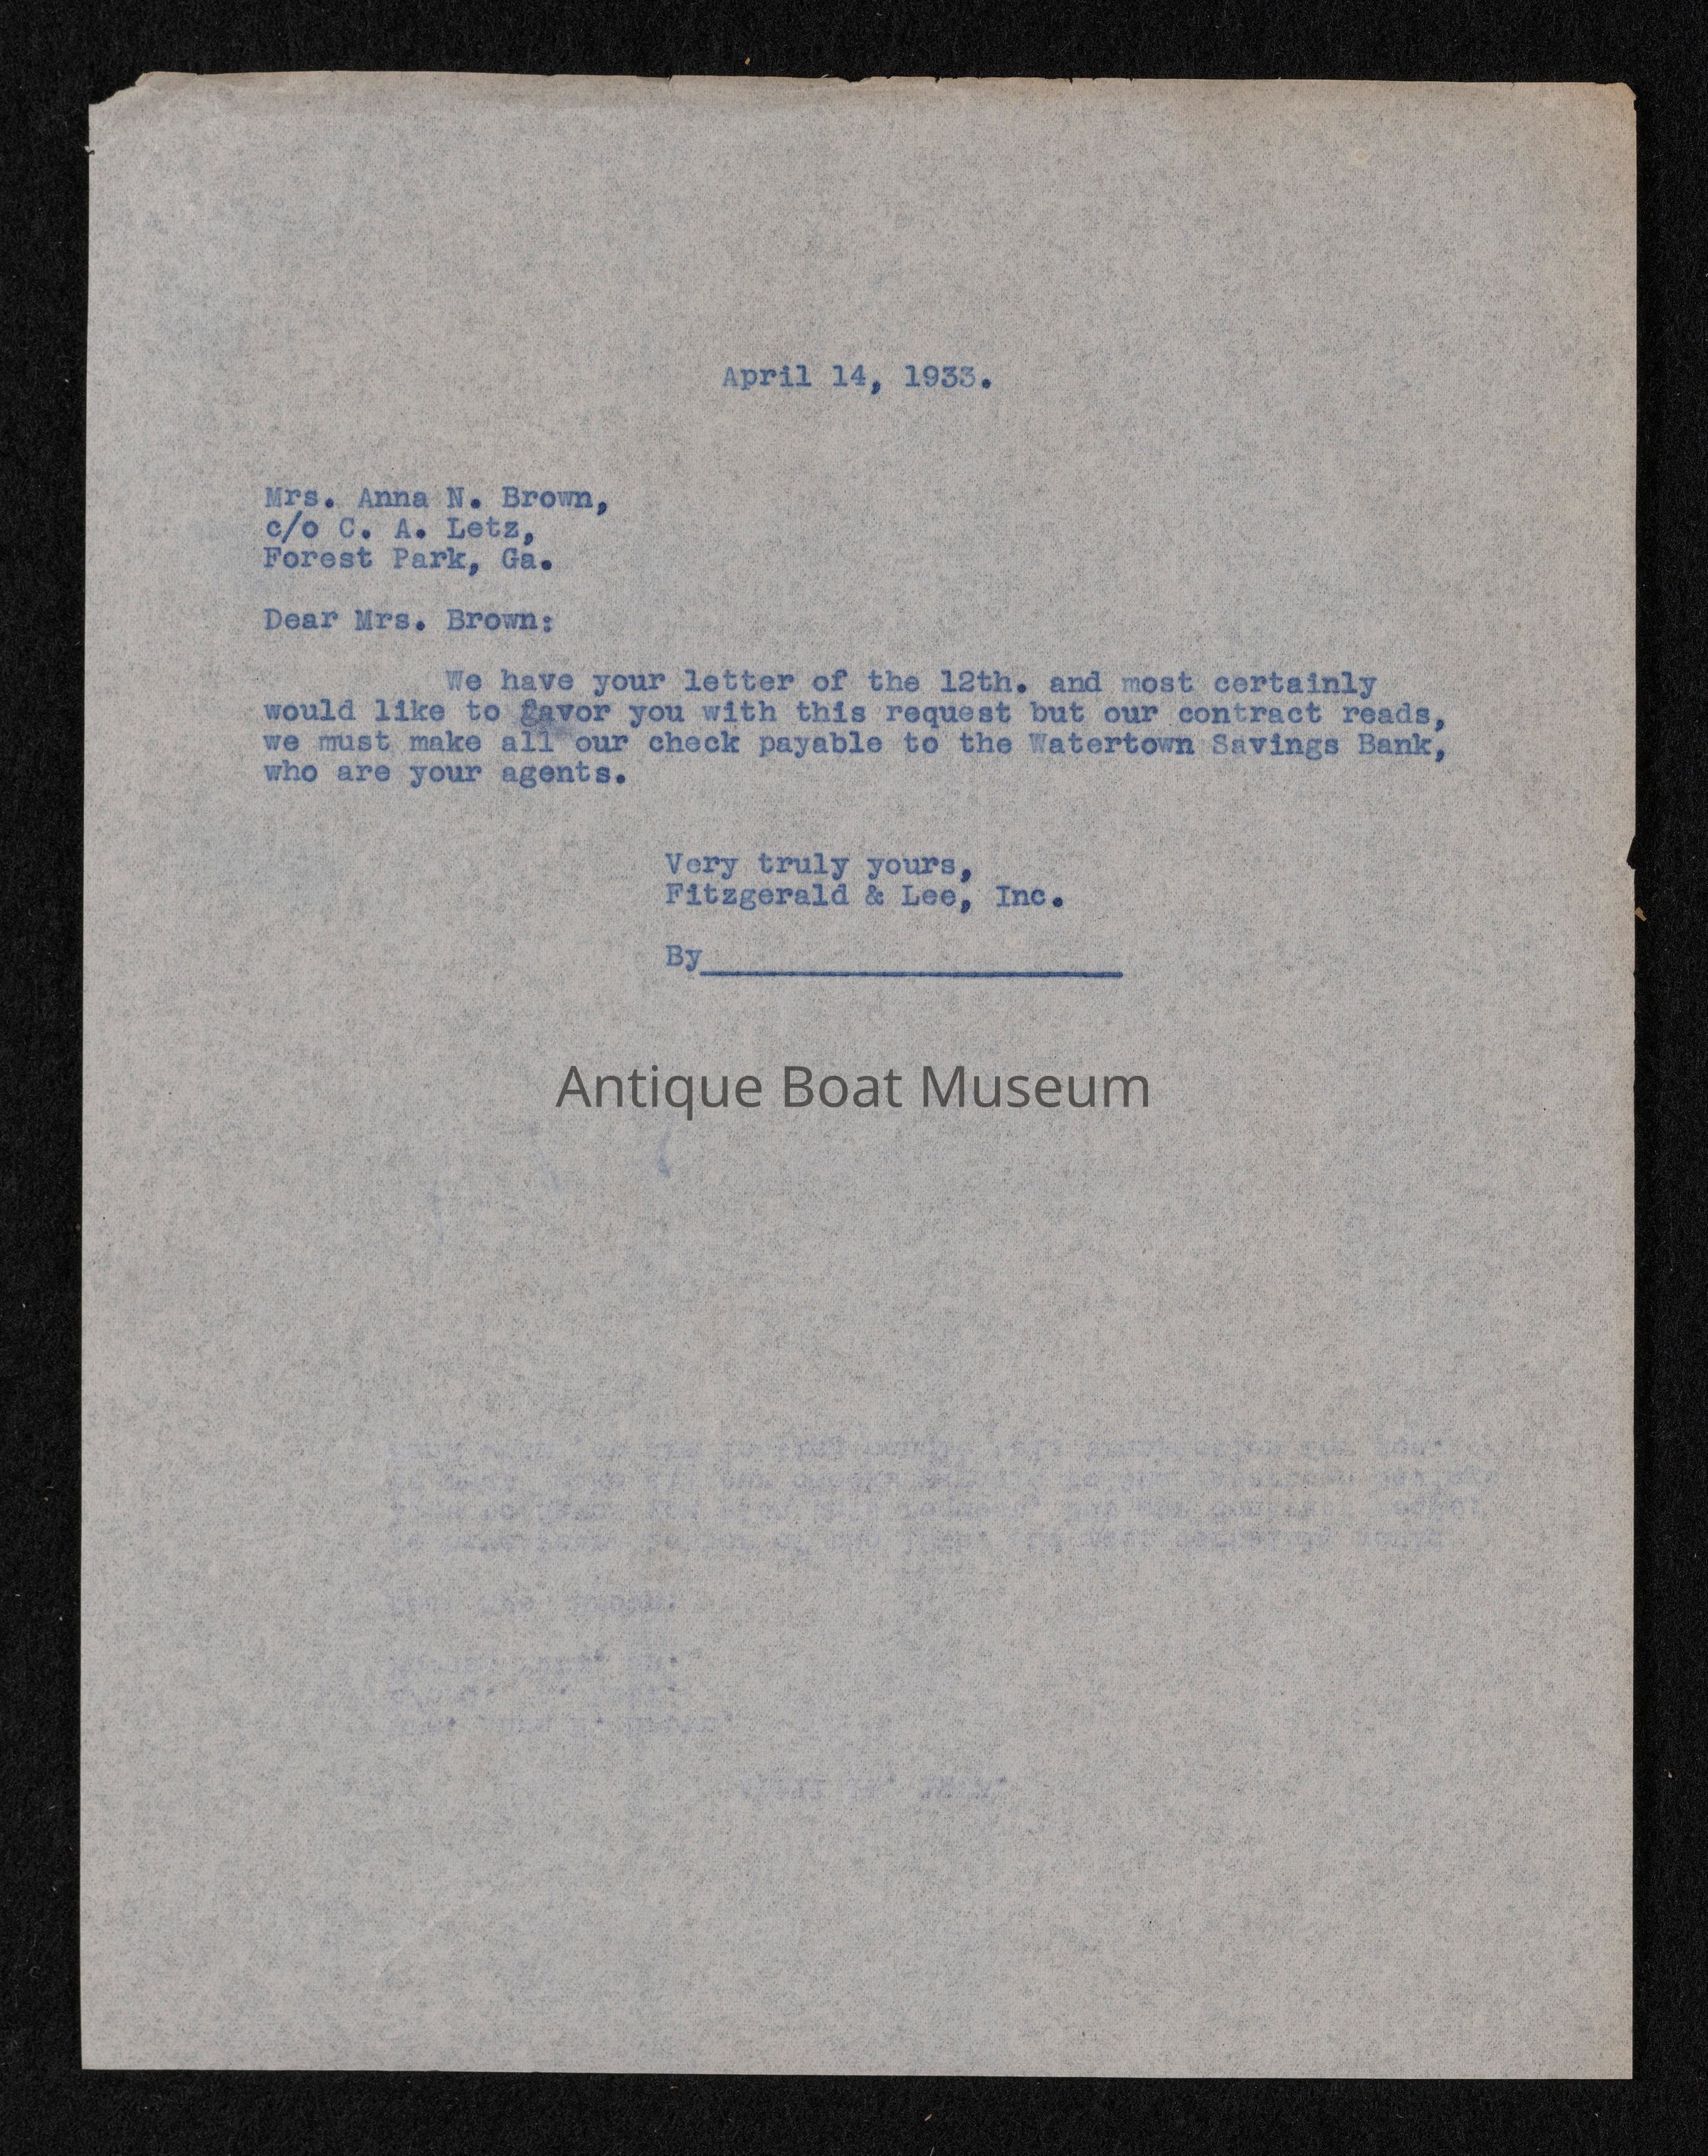 April 14, 1933.
Mrs. Anna N. Brown,
c/o C. A. Letz,
Forest Park, Ga.
Dear Mrs. Brown:
We have your letter of the 12th. and most certainly
would like to favor you with this request but our contract reads,
we must make all our check payable to the Watertown Savings Bank,
who are your agents.
Very truly yours,
Fitzgerald & Lee, Inc.
By
Antique Boat Museum